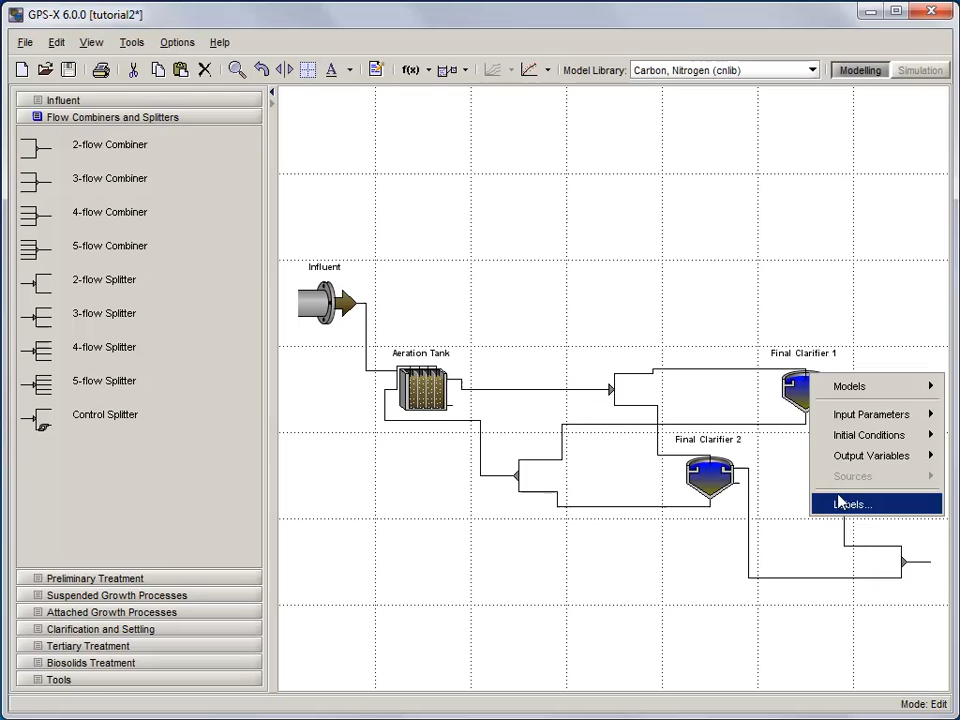 GPS-X 6.0.0 [tutorial2*]
File Edit View Tools Options Help
A f(x) Model Library: Carbon, Nitrogen (cnlib) Modelling Simulation
Influent
Flow Combiners and Splitters
2-flow Combiner
3-flow Combiner
4-flow Combiner
5-flow Combiner
2-flow Splitter
3-flow Splitter
4-flow Splitter
5-flow Splitter
Control Splitter
Preliminary Treatment
Suspended Growth Processes
Attached Growth Processes
Clarification and Settling
Tertiary Treatment
Biosolids Treatment
Tools
Influent
Aeration Tank
Final Clarifier 1
Final Clarifier 2
Models
Input Parameters
Initial Conditions
Output Variables
Sources
Labels...
Mode: Edit